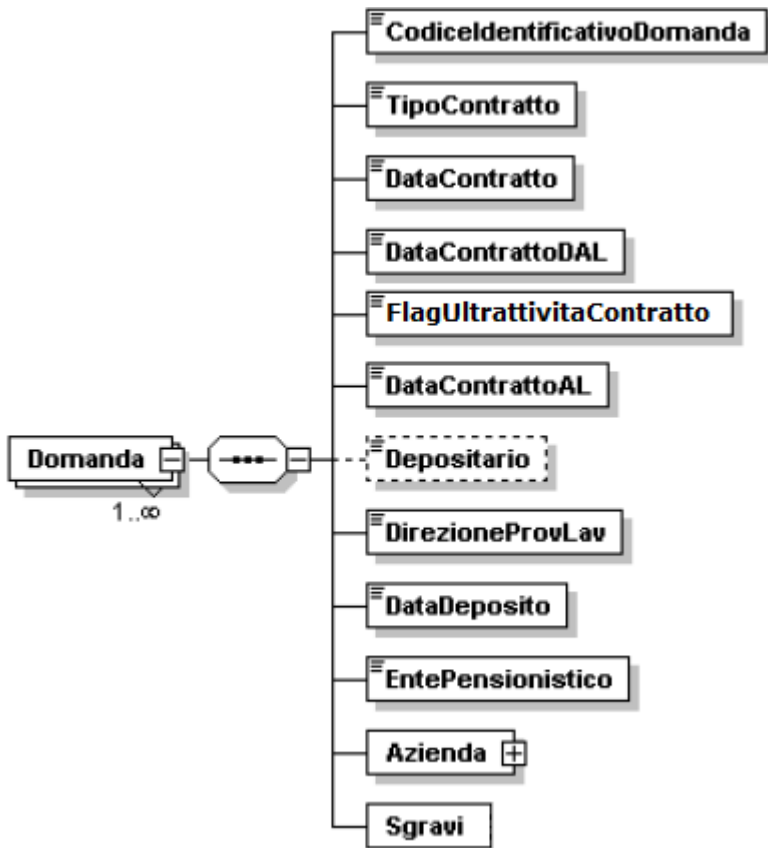 CodiceIdentificativoDomanda
TipoContratto
DataContratto
DataContrattoDAL
FlagUltrattivitaContratto
DataContrattoAL
Domanda
1..∞
Depositario
DirezioneProvLav
DataDeposito
EntePensionistico
Azienda
Sgravi